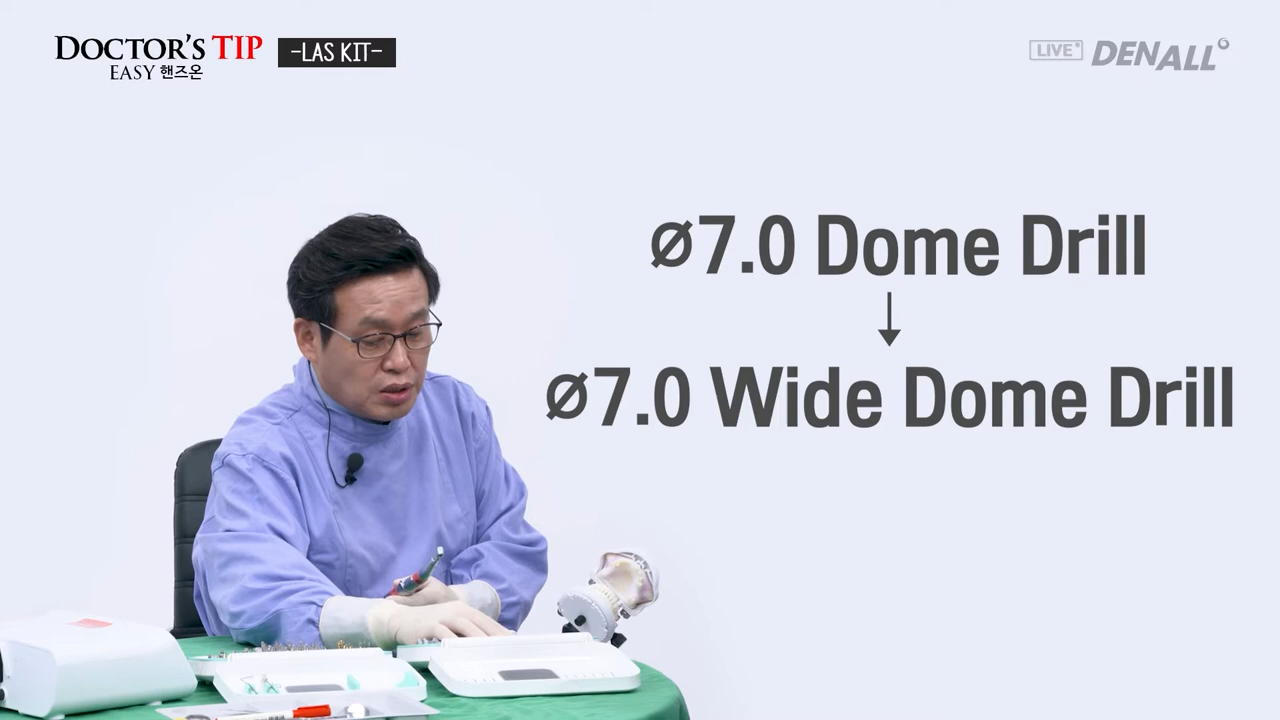 DOCTOR'S TIP
EASY 핸즈온
-LAS KIT-
LIVE
DENALL
Ø7.0 Dome Drill
↓
Ø7.0 Wide Dome Drill